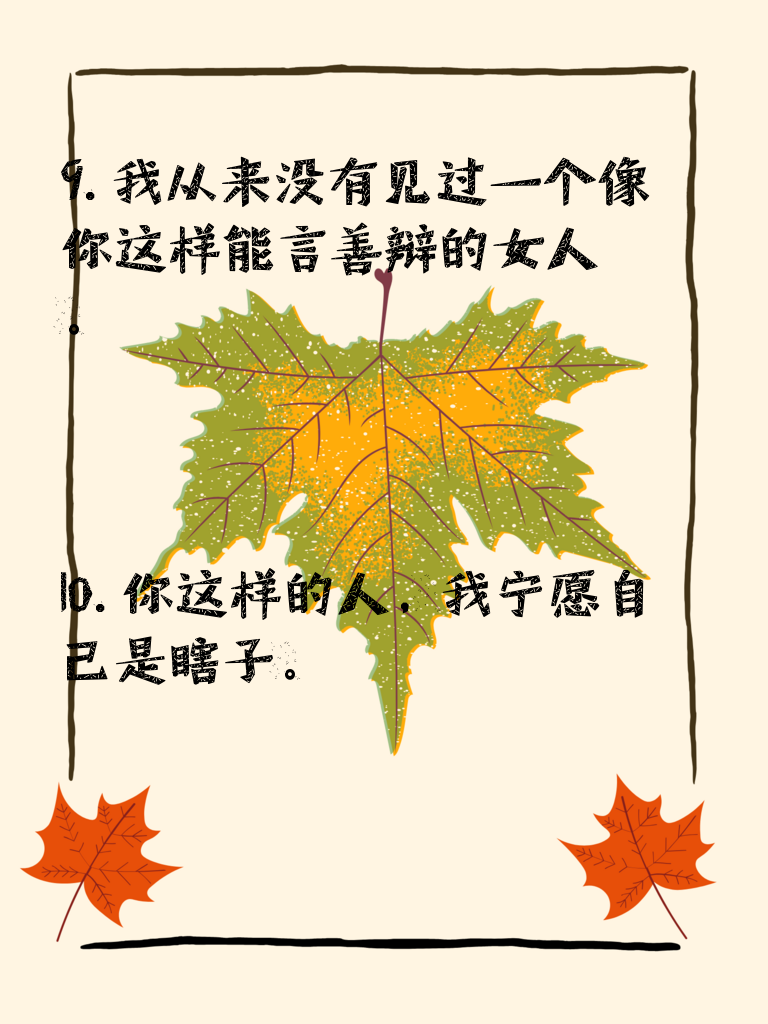 9. 我从来没有见过一个像
你这样能言善辩的女人
。
10. 你这样的人，我宁愿自
己是瞎子。